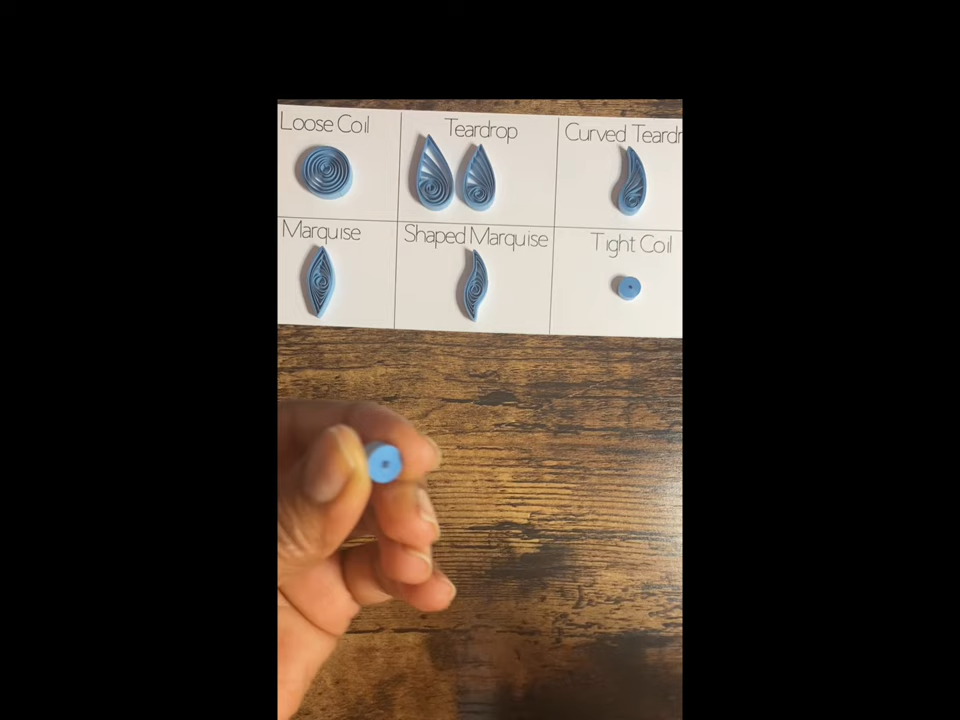 Loose Coil
Teardrop
Curved Teardr
Marquise
Shaped Marquise
Tight Coil